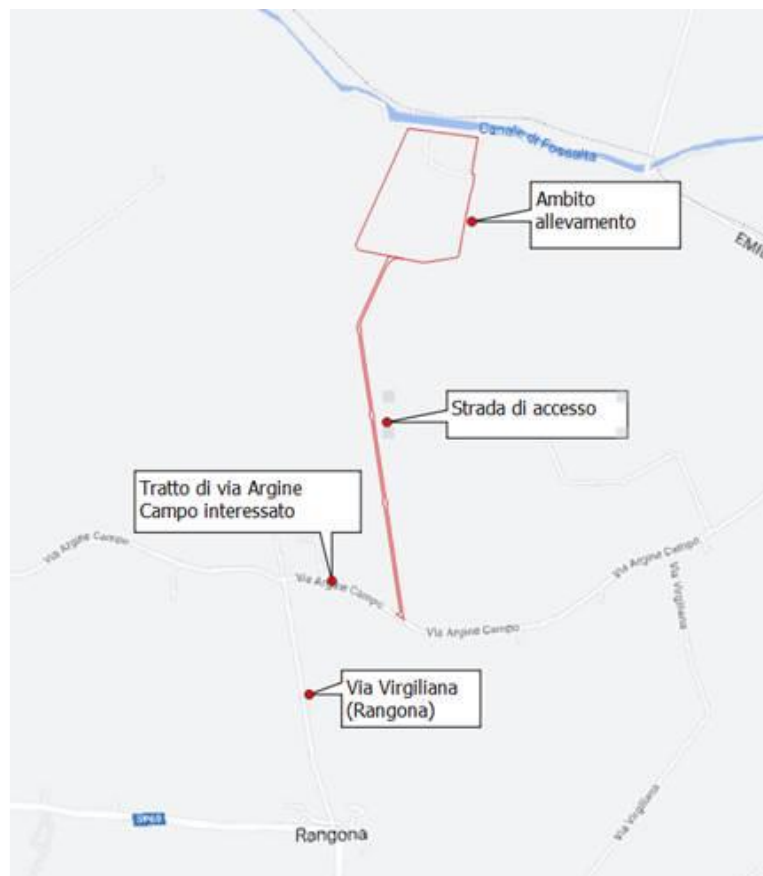 Canale di Fossalta
Ambito
allevamento
Strada di accesso
Tratto di via Argine
Campo interessato
Via Argine Campo
Via Argine Campo
Via Argine Campo
Via Argine Campo
Via Virgiliana
Via Virgiliana
(Rangona)
Via Virgiliana
Rangona